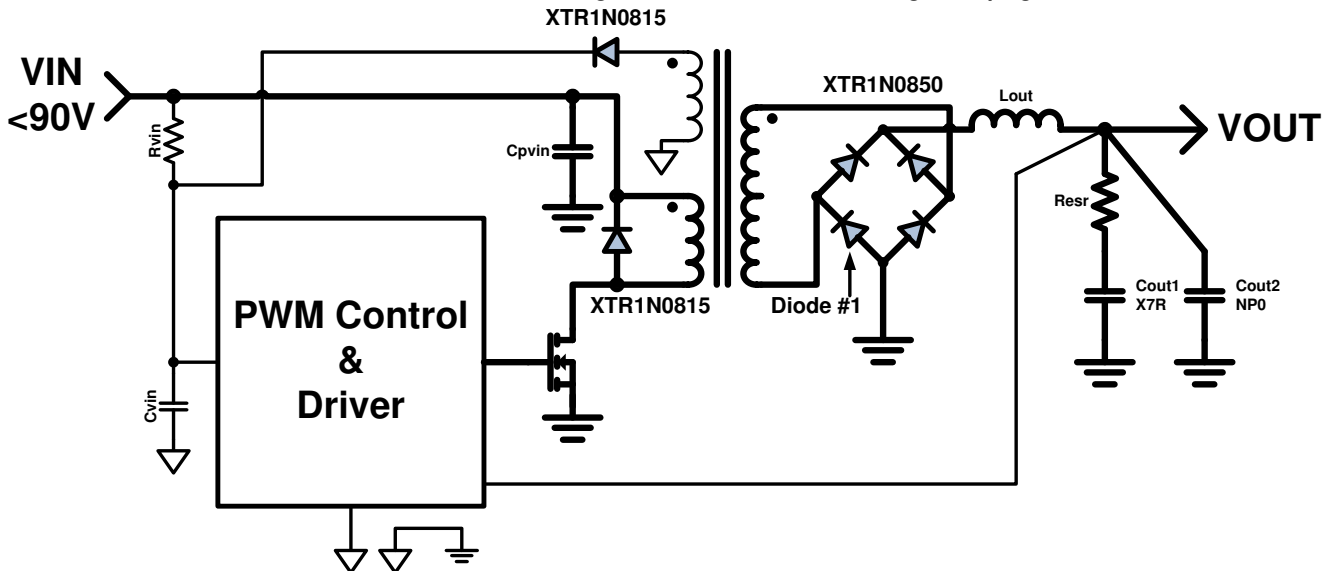 XTR1N0815
VIN
<90V
Rvin
Cpvin
XTR1N0850
Lout
VOUT
Resr
XTR1N0815
Diode #1
Cout1
X7R
Cout2
NP0
PWM Control
&
Driver
Cvin